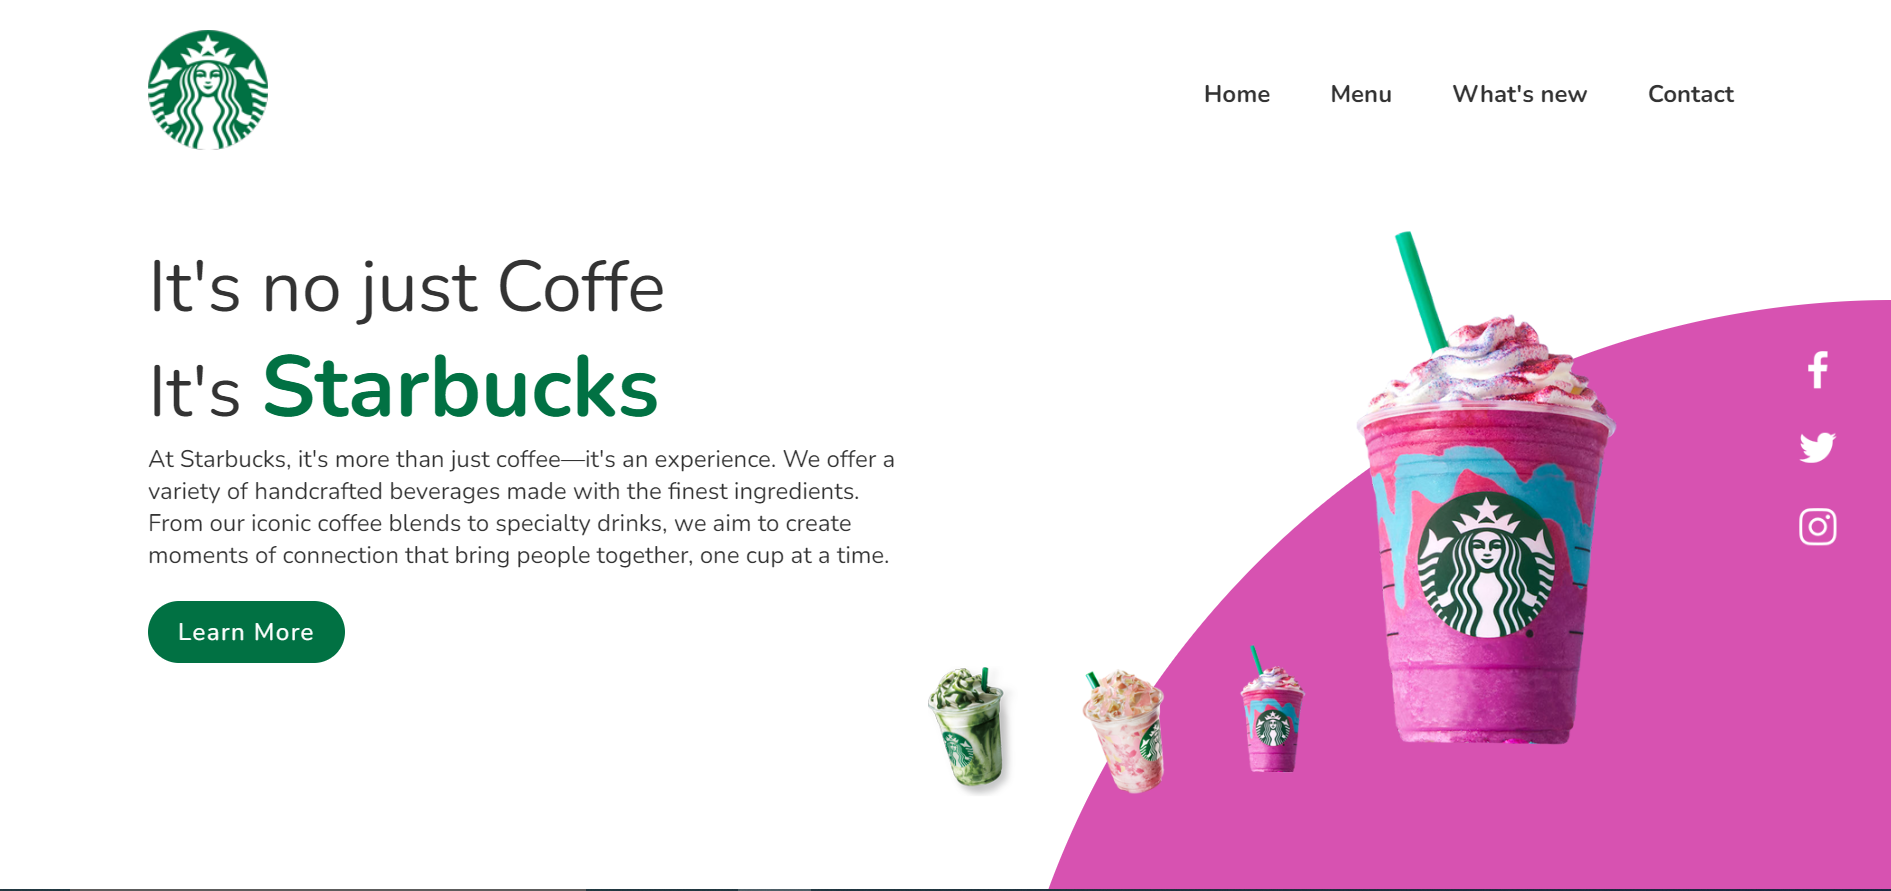 Home Menu What's new Contact
It's no just Coffe
It's Starbucks
At Starbucks, it's more than just coffee—it's an experience. We offer a
variety of handcrafted beverages made with the finest ingredients.
From our iconic coffee blends to specialty drinks, we aim to create
moments of connection that bring people together, one cup at a time.
Learn More